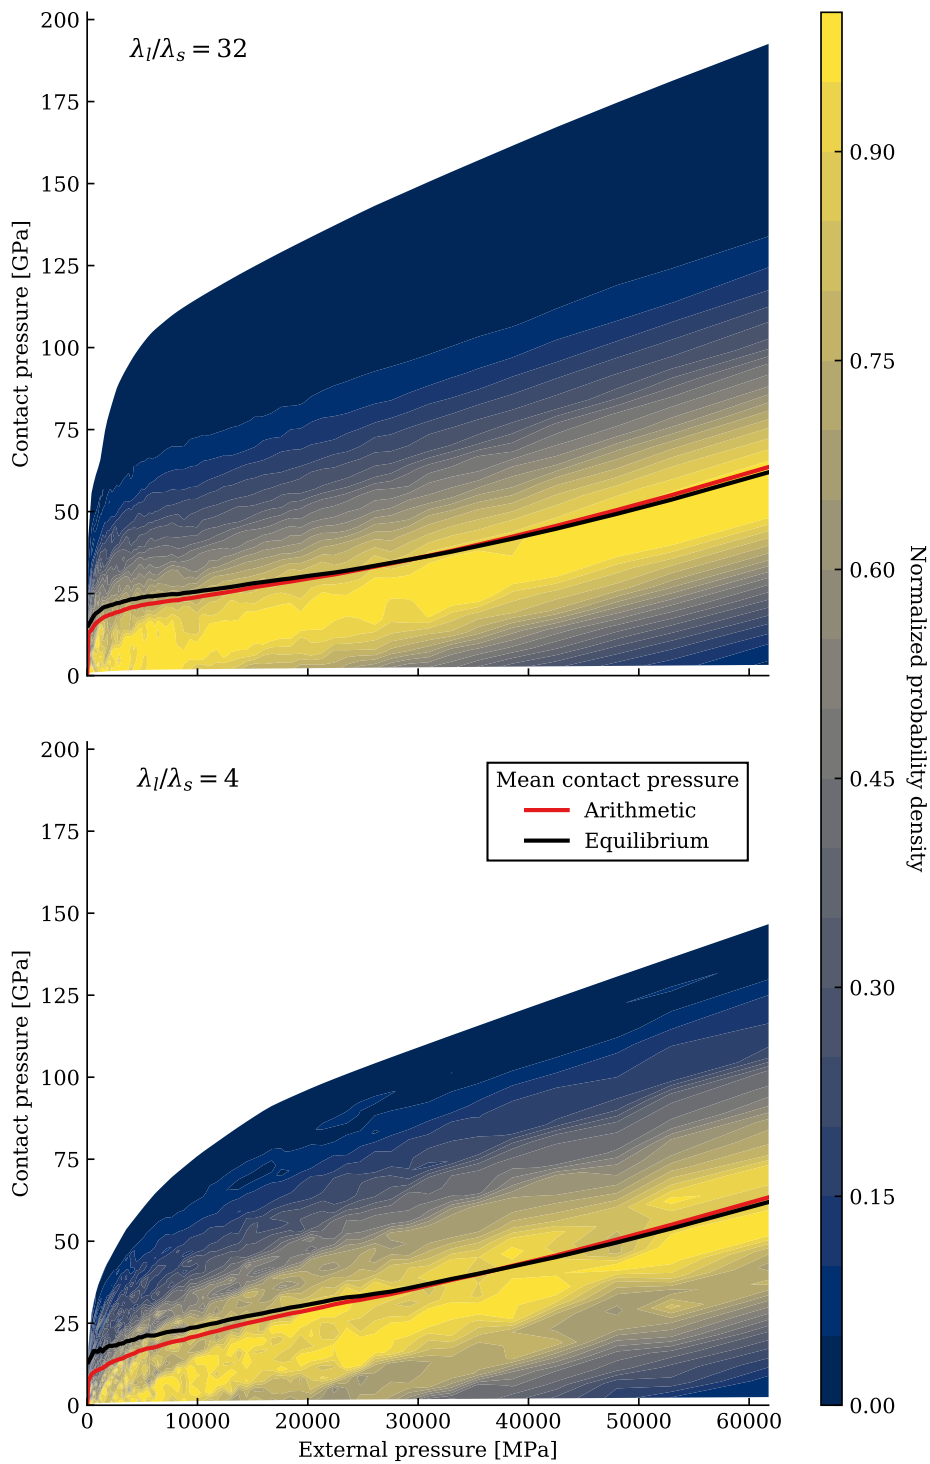 λl/λs = 32
200
175
150
125
100
75
50
25
0
Contact pressure [GPa]
λl/λs = 4
Mean contact pressure
Arithmetic
Equilibrium
200
175
150
125
100
75
50
25
0
Contact pressure [GPa]
0 10000 20000 30000 40000 50000 60000
External pressure [MPa]
0.90
0.75
0.60
0.45
0.30
0.15
0.00
Normalized probability density